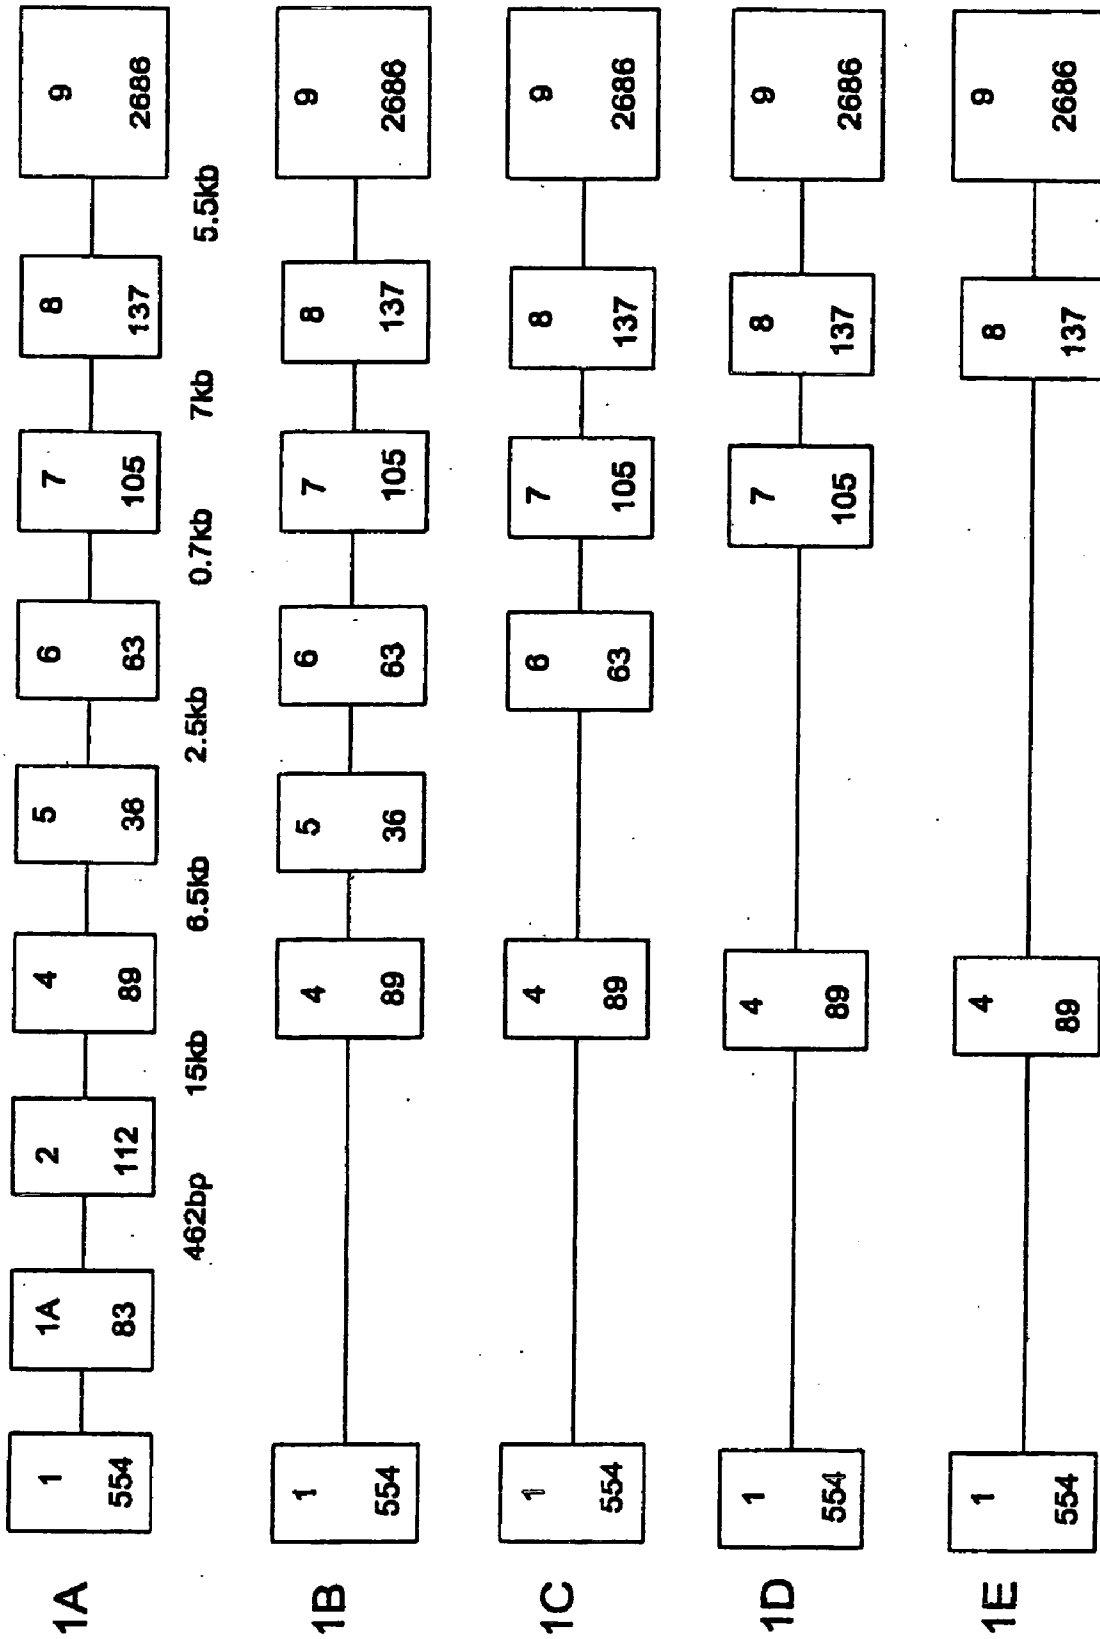 1A
1 1A 2 4 5 6 7 8 9
554 83 112 89 36 63 105 137 2686
462bp 15kb 6.5kb 2.5kb 0.7kb 7kb 5.5kb
1B
1 4 5 6 7 8 9
554 89 36 63 105 137 2686
1C
1 4 6 7 8 9
554 89 63 105 137 2686
1D
1 4 7 8 9
554 89 105 137 2686
1E
1 4 8 9
554 89 137 2686